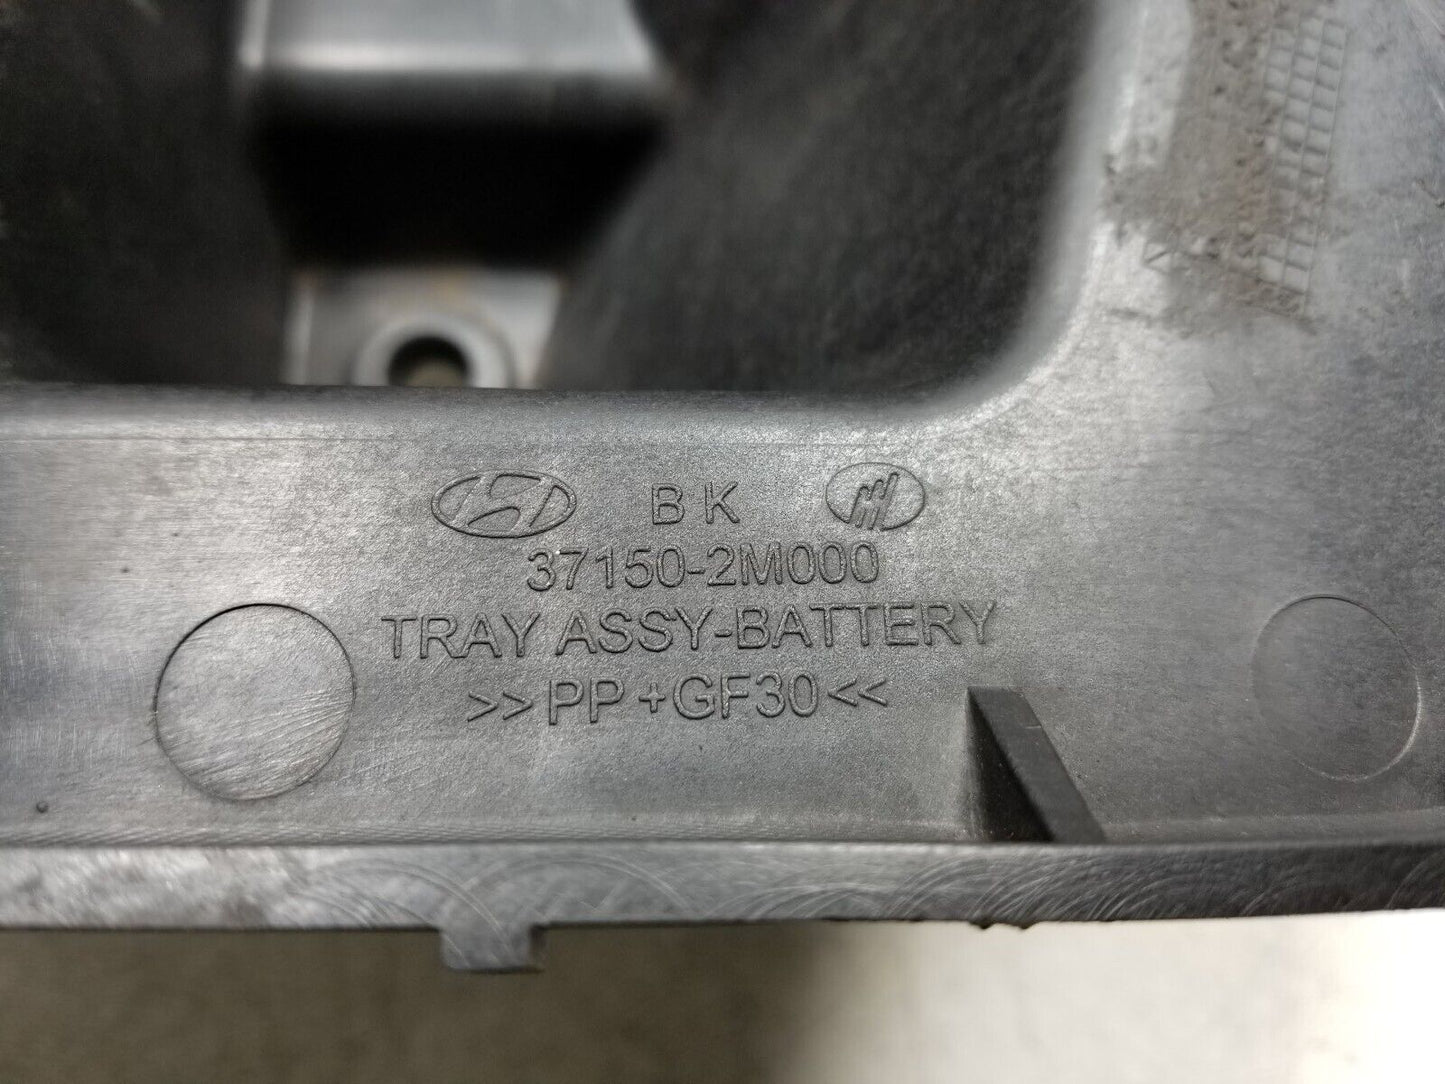 BK
37150-2M000
TRAY ASSY-BATTERY
>>PP+GF30<<